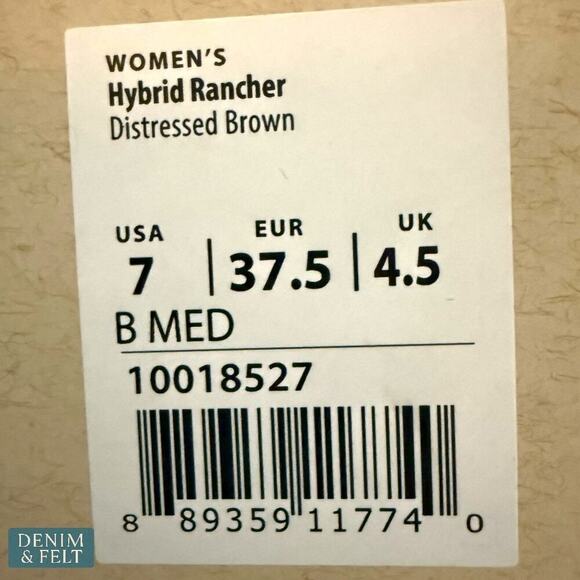 WOMEN'S
Hybrid Rancher
Distressed Brown
USA EUR UK
7 | 37.5 | 4.5
B MED
10018527
8 89359 11774 0
DENIM
& FELT